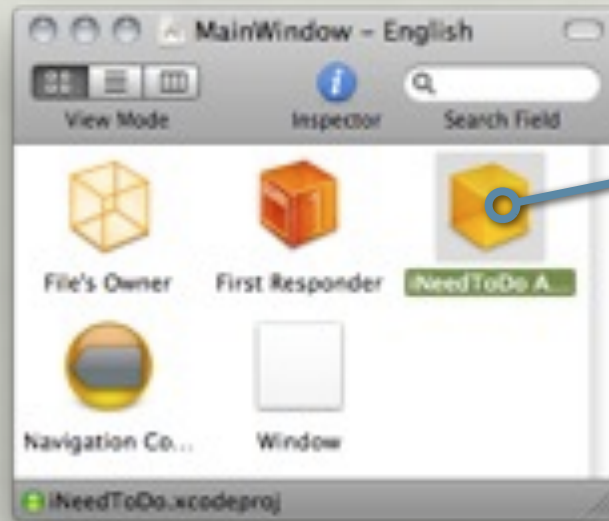 MainWindow – English
View Mode Inspector Search Field
File's Owner First Responder iNeedToDo A...
Navigation Co... Window
iNeedToDo.xcodeproj